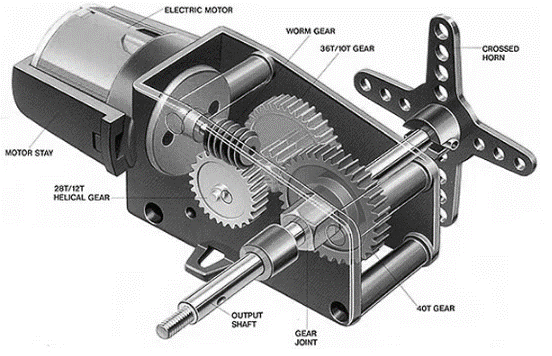 ELECTRIC MOTOR
WORM GEAR
36T/10T GEAR
CROSSED
HORN
MOTOR STAY
28T/12T
HELICAL GEAR
OUTPUT
SHAFT
GEAR
JOINT
40T GEAR